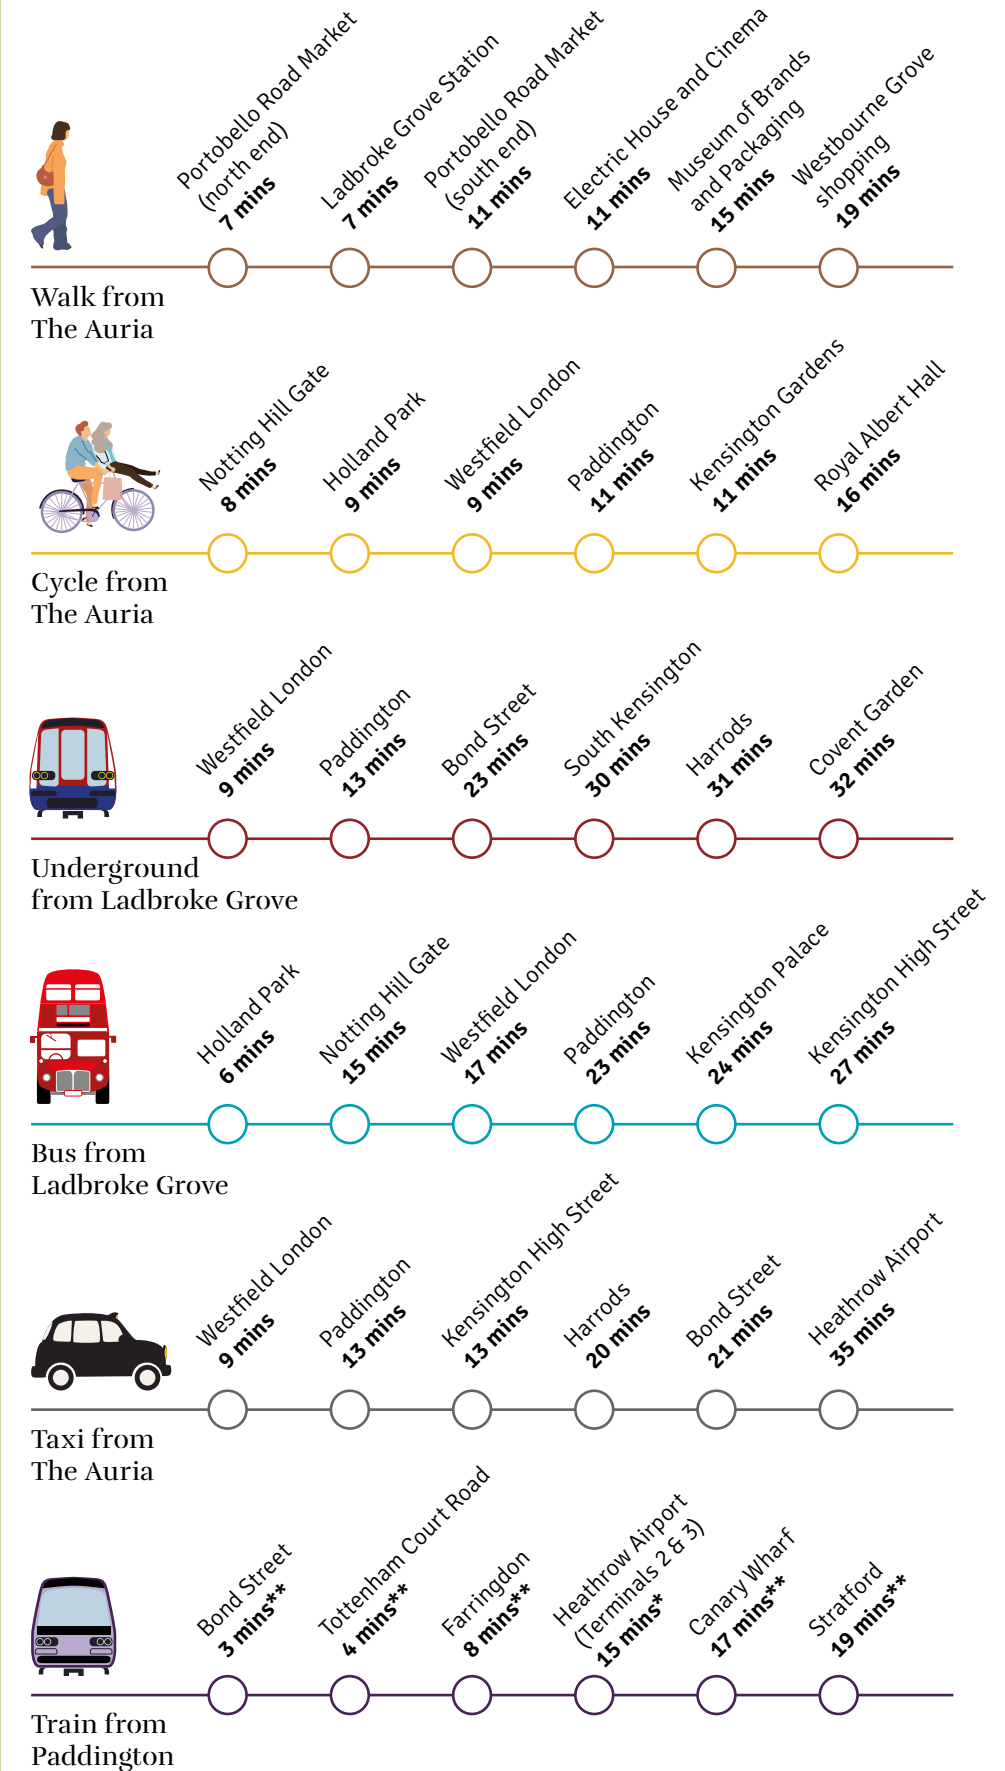 Portobello Road Market
(north end)
7 mins
Ladbroke Grove Station
7 mins
Portobello Road Market
(south end)
11 mins
Electric House and Cinema
11 mins
Museum of Brands
and Packaging
15 mins
Westbourne Grove
shopping
19 mins
Walk from
The Auria
Notting Hill Gate
8 mins
Holland Park
9 mins
Westfield London
9 mins
Paddington
11 mins
Kensington Gardens
11 mins
Royal Albert Hall
16 mins
Cycle from
The Auria
Westfield London
9 mins
Paddington
13 mins
Bond Street
23 mins
South Kensington
30 mins
Harrods
31 mins
Covent Garden
32 mins
Underground
from Ladbroke Grove
Holland Park
6 mins
Notting Hill Gate
15 mins
Westfield London
17 mins
Paddington
23 mins
Kensington Palace
24 mins
Kensington High Street
27 mins
Bus from
Ladbroke Grove
Westfield London
9 mins
Paddington
13 mins
Kensington High Street
13 mins
Harrods
20 mins
Bond Street
21 mins
Heathrow Airport
35 mins
Taxi from
The Auria
Bond Street
3 mins**
Tottenham Court Road
4 mins**
Farringdon
8 mins**
Heathrow Airport
(Terminals 2 & 3)
15 mins*
Canary Wharf
17 mins**
Stratford
19 mins**
Train from
Paddington